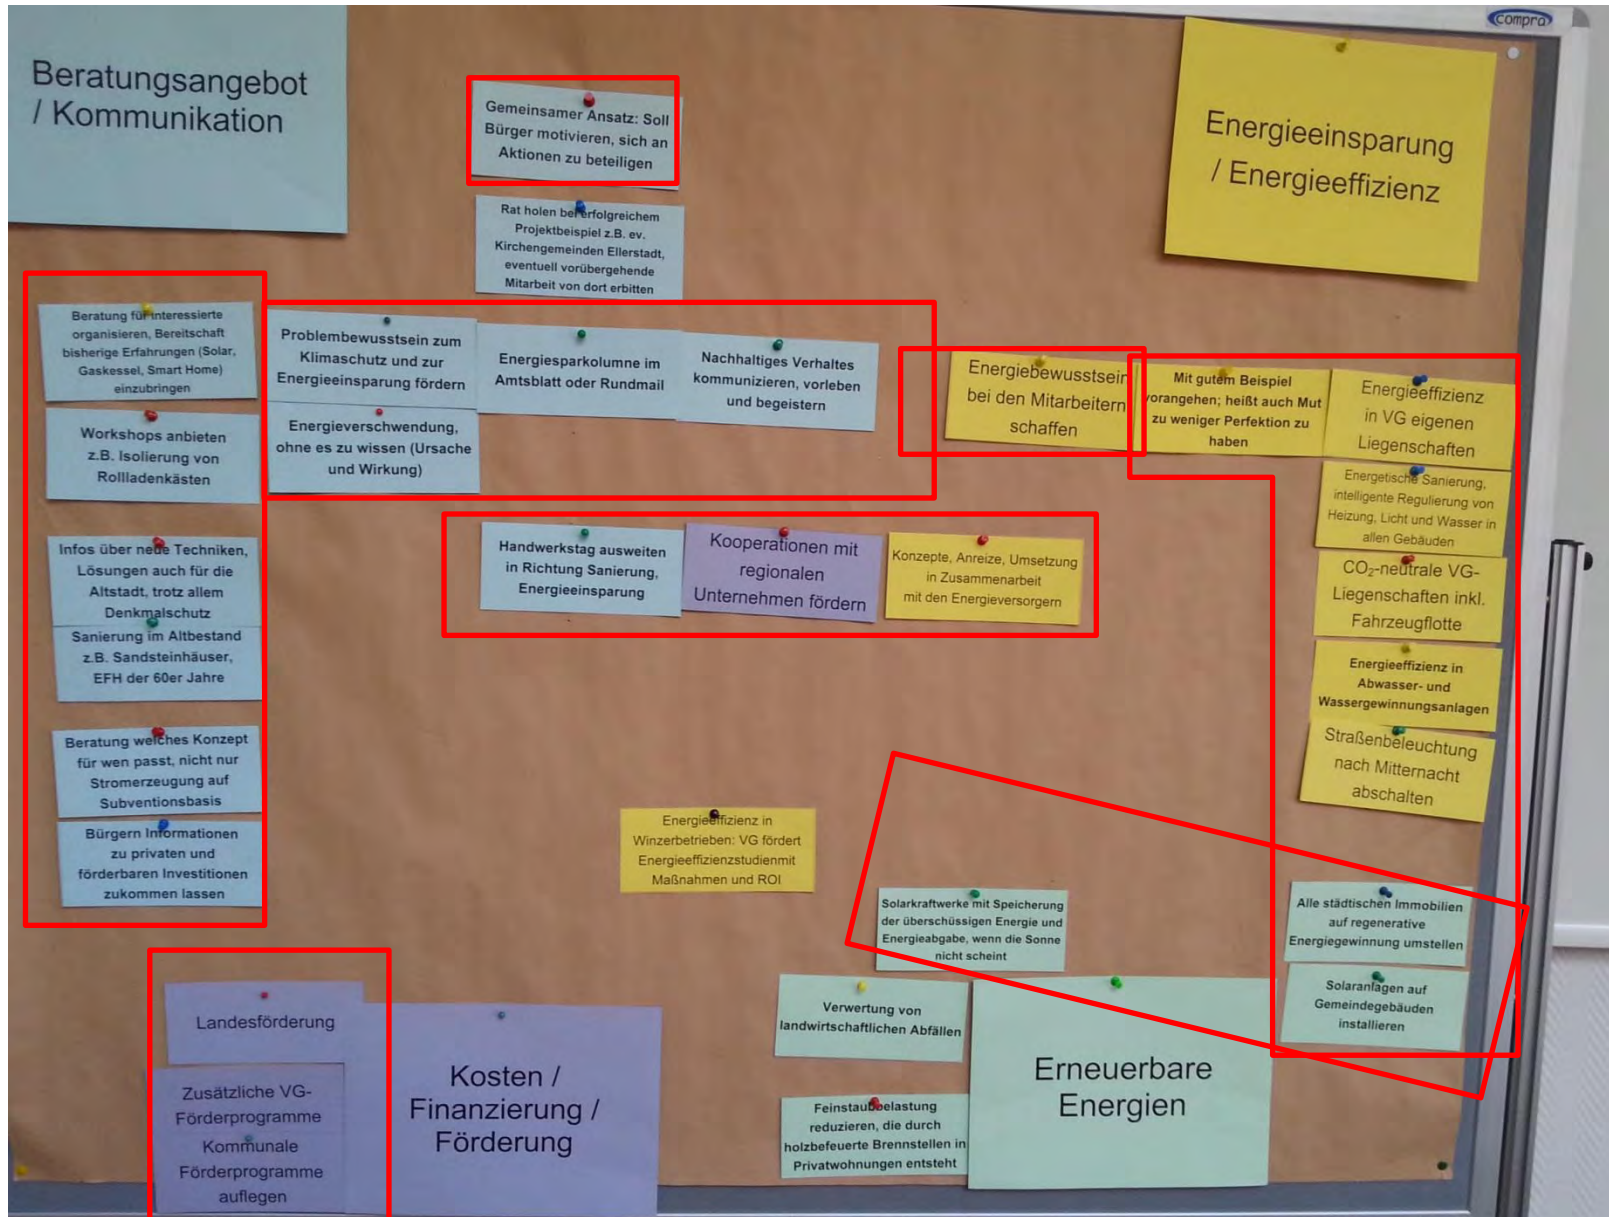 compra
Beratungsangebot
/ Kommunikation
Gemeinsamer Ansatz: Soll
Bürger motivieren, sich an
Aktionen zu beteiligen
Energieeinsparung
/ Energieeffizienz
Rat holen bei erfolgreichem
Projektbeispiel z.B. ev.
Kirchengemeinden Ellerstadt,
eventuell vorübergehende
Mitarbeit von dort erbitten
Beratung für Interessierte
organisieren, Bereitschaft
bisherige Erfahrungen (Solar,
Gaskessel, Smart Home)
einzubringen
Workshops anbieten
z.B. Isolierung von
Rollladenkästen
Infos über neue Techniken,
Lösungen auch für die
Altstadt, trotz allem
Denkmalschutz
Sanierung im Altbestand
z.B. Sandsteinhäuser,
EFH der 60er Jahre
Beratung welches Konzept
für wen passt, nicht nur
Stromerzeugung auf
Subventionsbasis
Bürgern Informationen
zu privaten und
förderbaren Investitionen
zukommen lassen
Problembewusstsein zum
Klimaschutz und zur
Energieeinsparung fördern
Energieverschwendung,
ohne es zu wissen (Ursache
und Wirkung)
Energiesparkolumne im
Amtsblatt oder Rundmail
Nachhaltiges Verhaltes
kommunizieren, vorleben
und begeistern
Energiebewusstsein
bei den Mitarbeitern
schaffen
Mit gutem Beispiel
vorangehen; heißt auch Mut
zu weniger Perfektion zu
haben
Energieeffizienz
in VG eigenen
Liegenschaften
Energetische Sanierung,
intelligente Regulierung von
Heizung, Licht und Wasser in
allen Gebäuden
CO₂-neutrale VG-
Liegenschaften inkl.
Fahrzeugflotte
Energieeffizienz in
Abwasser- und
Wassergewinnungsanlagen
Straßenbeleuchtung
nach Mitternacht
abschalten
Handwerkstag ausweiten
in Richtung Sanierung,
Energieeinsparung
Kooperationen mit
regionalen
Unternehmen fördern
Konzepte, Anreize, Umsetzung
in Zusammenarbeit
mit den Energieversorgern
Energieeffizienz in
Winzerbetrieben: VG fördert
Energieeffizienzstudienmit
Maßnahmen und ROI
Solarkraftwerke mit Speicherung
der überschüssigen Energie und
Energieabgabe, wenn die Sonne
nicht scheint
Alle städtischen Immobilien
auf regenerative
Energiegewinnung umstellen
Solaranlagen auf
Gemeindegebäuden
installieren
Landesförderung
Zusätzliche VG-
Förderprogramme
Kommunale
Förderprogramme
auflegen
Kosten /
Finanzierung /
Förderung
Verwertung von
landwirtschaftlichen Abfällen
Feinstaubbelastung
reduzieren, die durch
holzbefeuerte Brennstellen in
Privatwohnungen entsteht
Erneuerbare
Energien